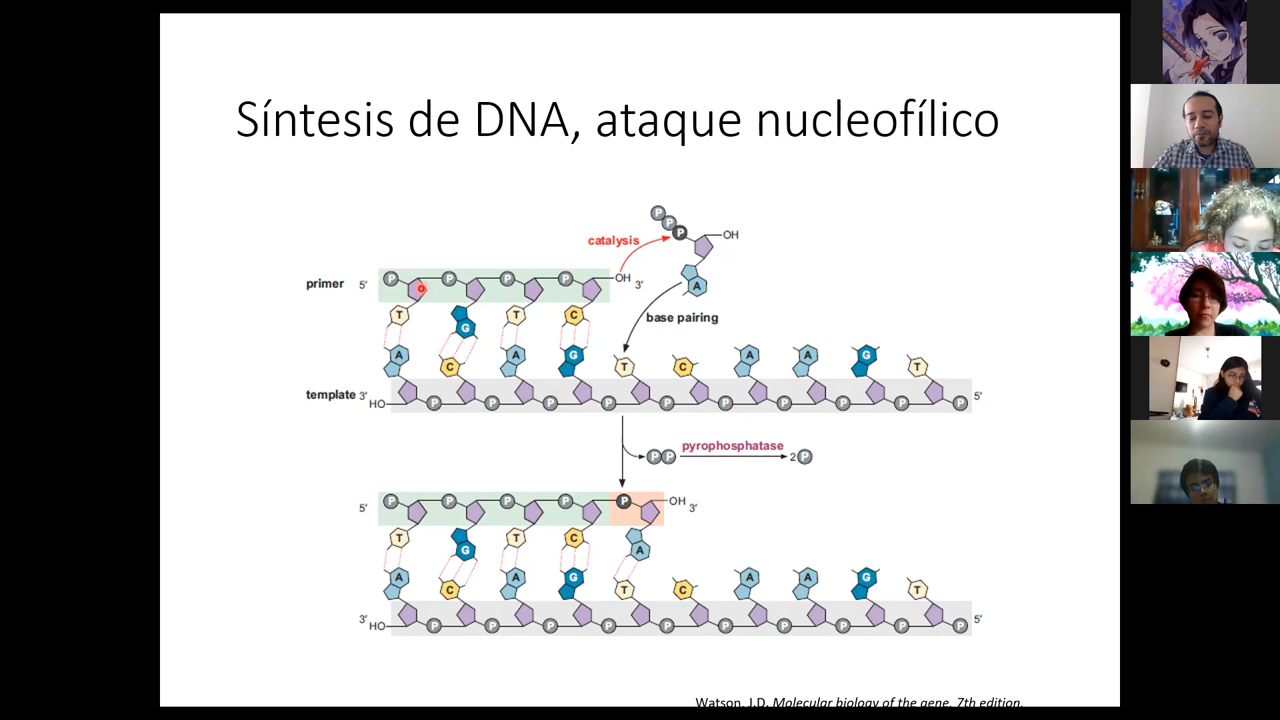 Síntesis de DNA, ataque nucleofílico
P P P OH
catalysis
primer 5′ P P P P OH 3′
A
T G T C
base pairing
A C A G T C A A G T
template 3′ HO P P P P P P P P P P 5′
P P pyrophosphatase 2 P
5′ P P P P P OH 3′
T G T C A
A C A G T C A A G T
3′ HO P P P P P P P P P P 5′
Watson, J.D. Molecular biology of the gene. 7th edition.